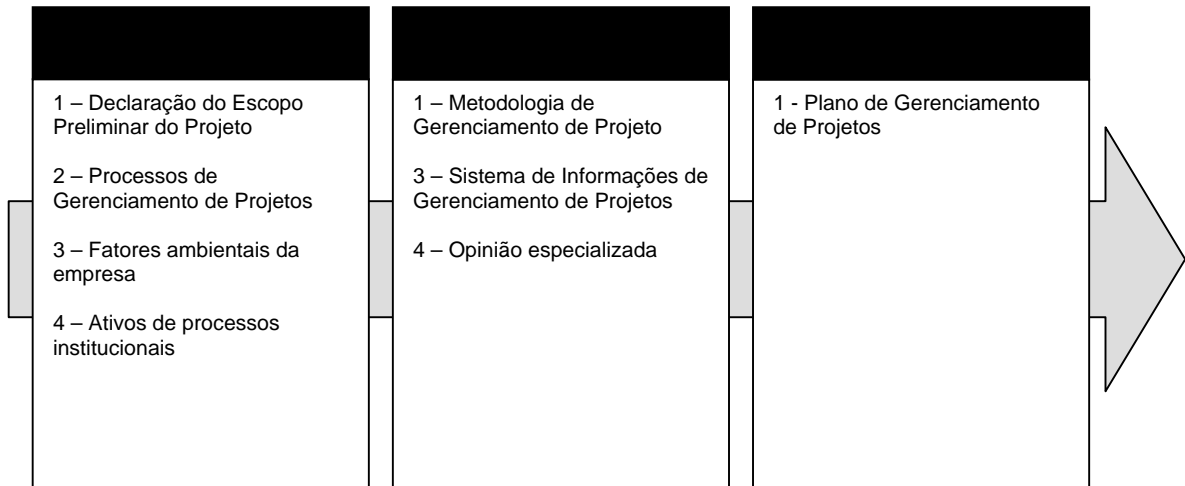 1 – Declaração do Escopo
Preliminar do Projeto
2 – Processos de
Gerenciamento de Projetos
3 – Fatores ambientais da
empresa
4 – Ativos de processos
institucionais
1 – Metodologia de
Gerenciamento de Projeto
3 – Sistema de Informações de
Gerenciamento de Projetos
4 – Opinião especializada
1 - Plano de Gerenciamento
de Projetos